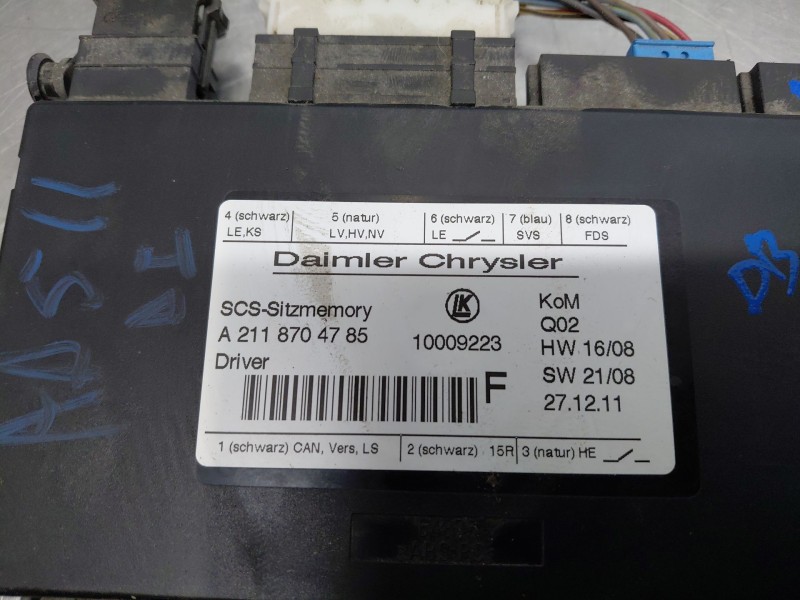 4 (schwarz) 5 (natur) 6 (schwarz) 7 (blau) 8 (schwarz)
LE,KS LV,HV,NV LE SVS FDS
Daimler Chrysler
SCS-Sitzmemory LK KoM
A 211 870 47 85 10009223 Q02
Driver HW 16/08
F SW 21/08
27.12.11
1 (schwarz) CAN, Vers, LS 2 (schwarz) 15R 3 (natur) HE